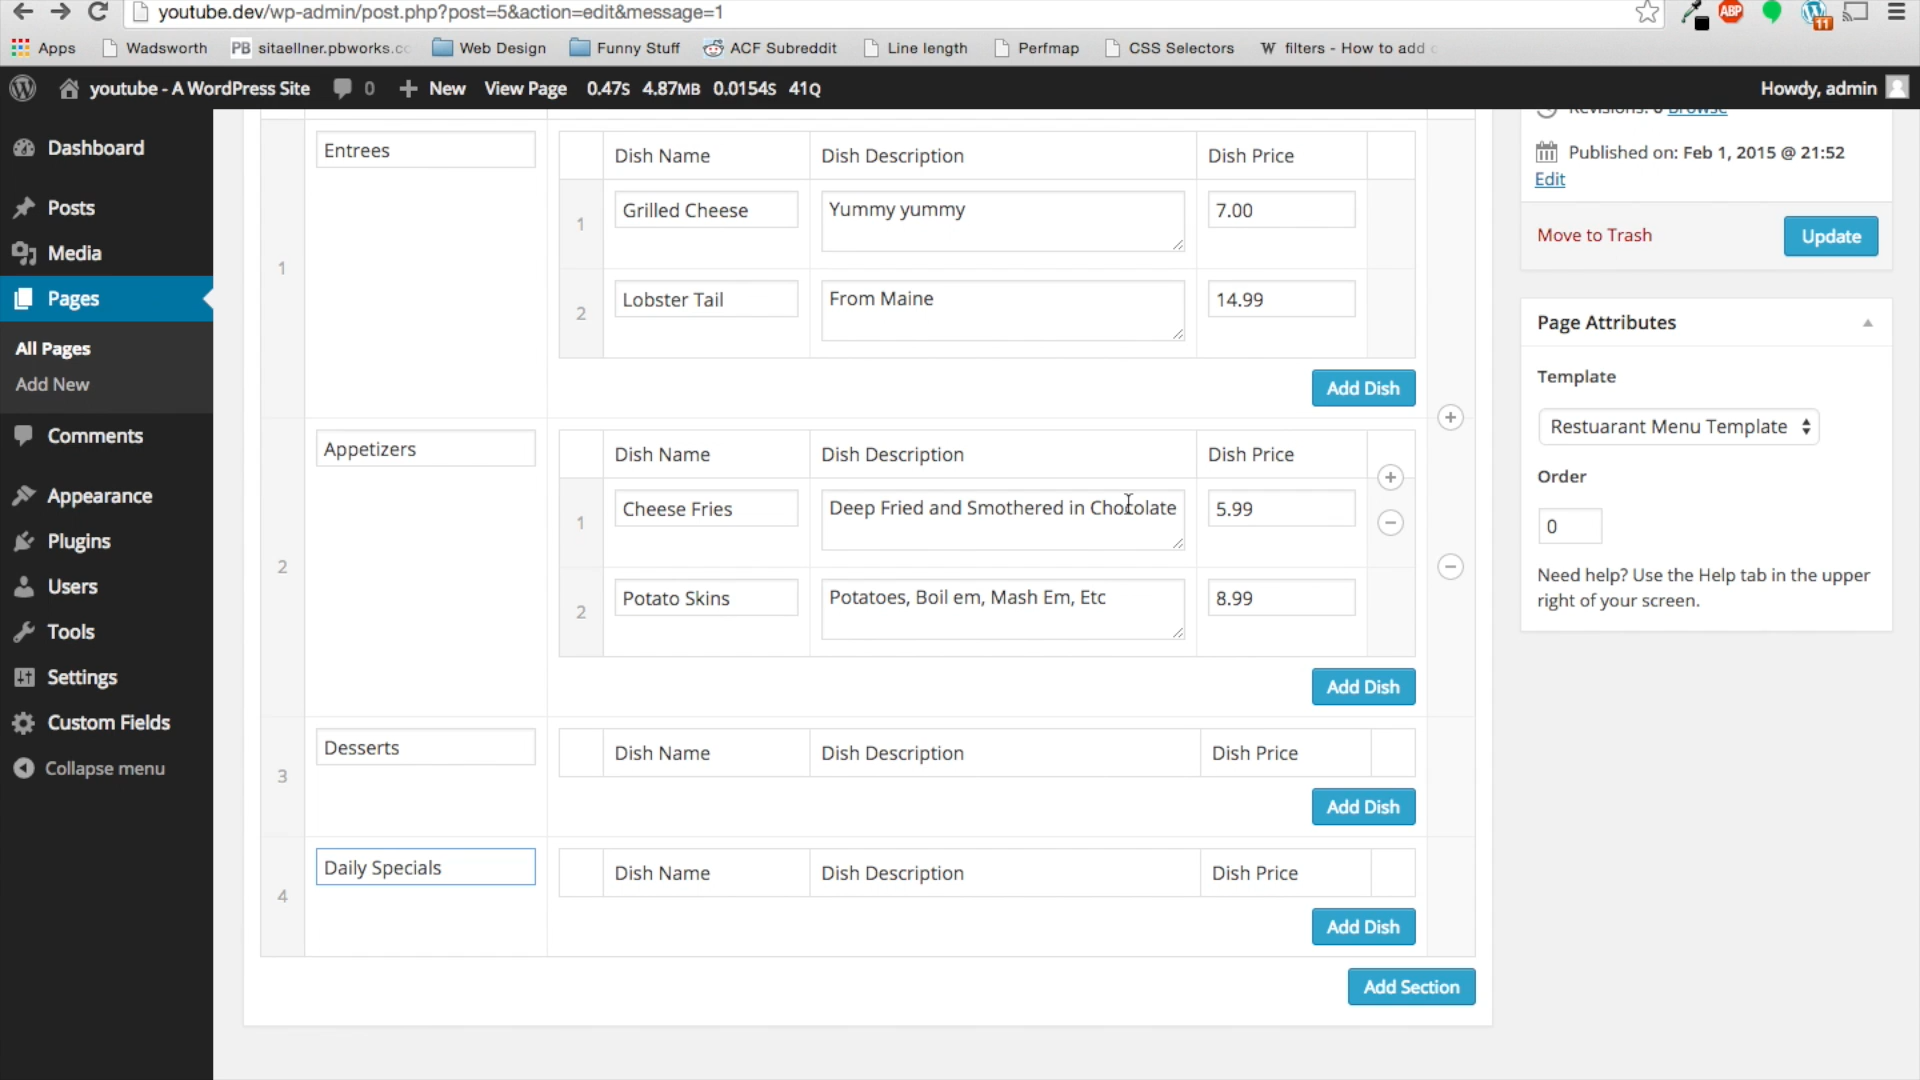 youtube.dev/wp-admin/post.php?post=5&action=edit&message=1
ABP
11
Apps
Wadsworth
PB sitaellner.pbworks.cc
Web Design
Funny Stuff
ACF Subreddit
Line length
Perfmap
CSS Selectors
W filters - How to add c
youtube - A WordPress Site
0
New
View Page
0.47S 4.87MB 0.0154S 41Q
Howdy, admin
Dashboard
Posts
Media
Pages
All Pages
Add New
Comments
Appearance
Plugins
Users
Tools
Settings
Custom Fields
Collapse menu
1
Entrees
Dish Name Dish Description Dish Price
1 Grilled Cheese Yummy yummy 7.00
2 Lobster Tail From Maine 14.99
Add Dish
2
Appetizers
Dish Name Dish Description Dish Price
1 Cheese Fries Deep Fried and Smothered in Chocolate 5.99
2 Potato Skins Potatoes, Boil em, Mash Em, Etc 8.99
Add Dish
3
Desserts
Dish Name Dish Description Dish Price
Add Dish
4
Daily Specials
Dish Name Dish Description Dish Price
Add Dish
Add Section
Browse
Published on: Feb 1, 2015 @ 21:52
Edit
Move to Trash
Update
Page Attributes
Template
Restuarant Menu Template
Order
0
Need help? Use the Help tab in the upper
right of your screen.